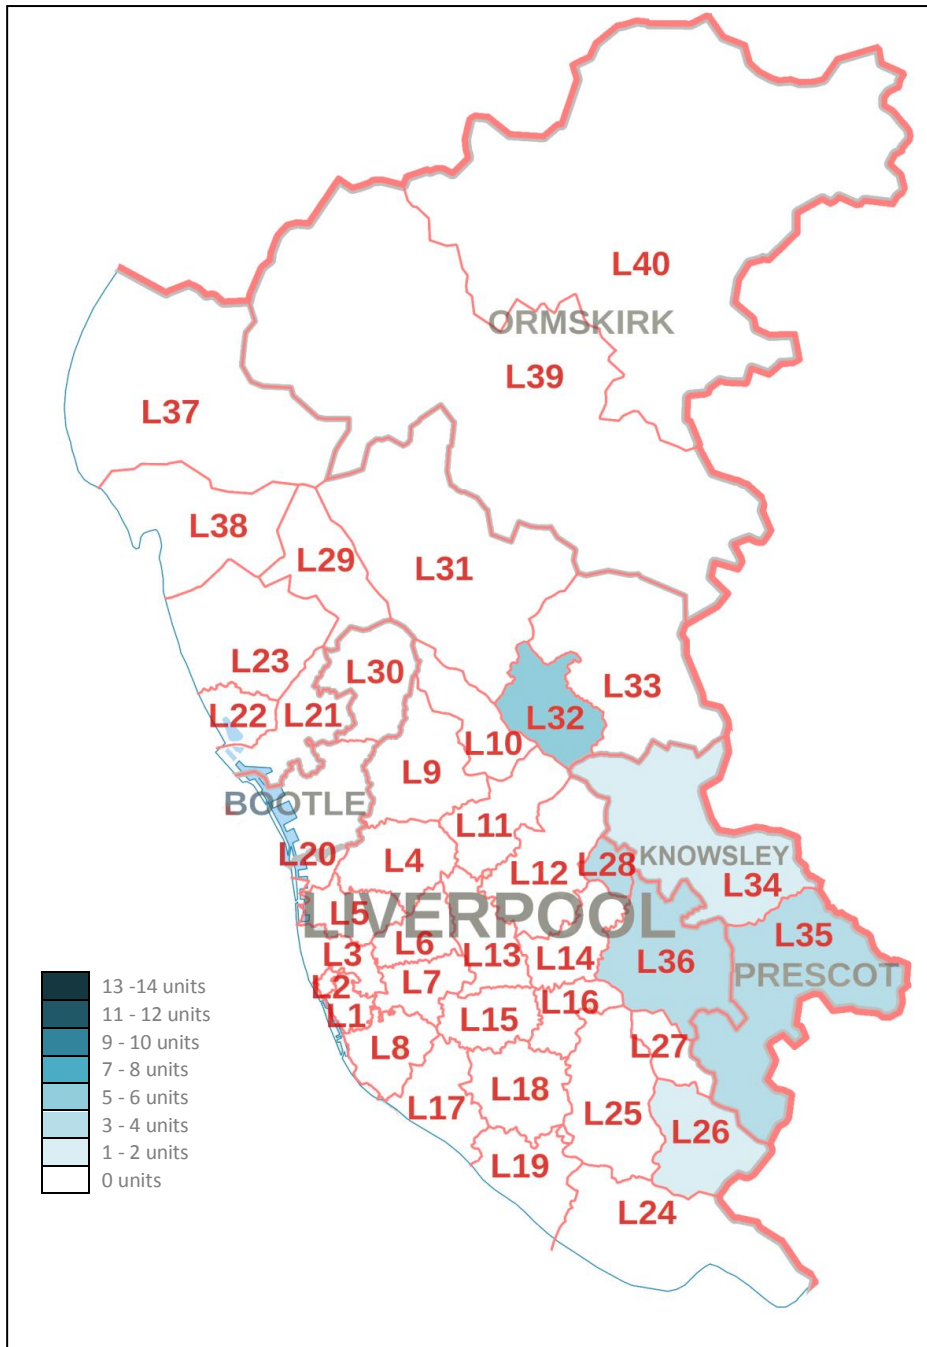 L40
ORMSKIRK
L39
L37
L38
L29
L31
L23
L30
L33
L22
L21
L32
L10
L9
BOOTLE
L11
L20
L4
L12
L28
KNOWSLEY
L34
LIVERPOOL
L5
L3
L6
L13
L14
L36
L35
PRESCOT
L2
L7
L1
L15
L16
L8
L27
L17
L18
L25
L26
L19
L24
13 -14 units
11 - 12 units
9 - 10 units
7 - 8 units
5 - 6 units
3 - 4 units
1 - 2 units
0 units